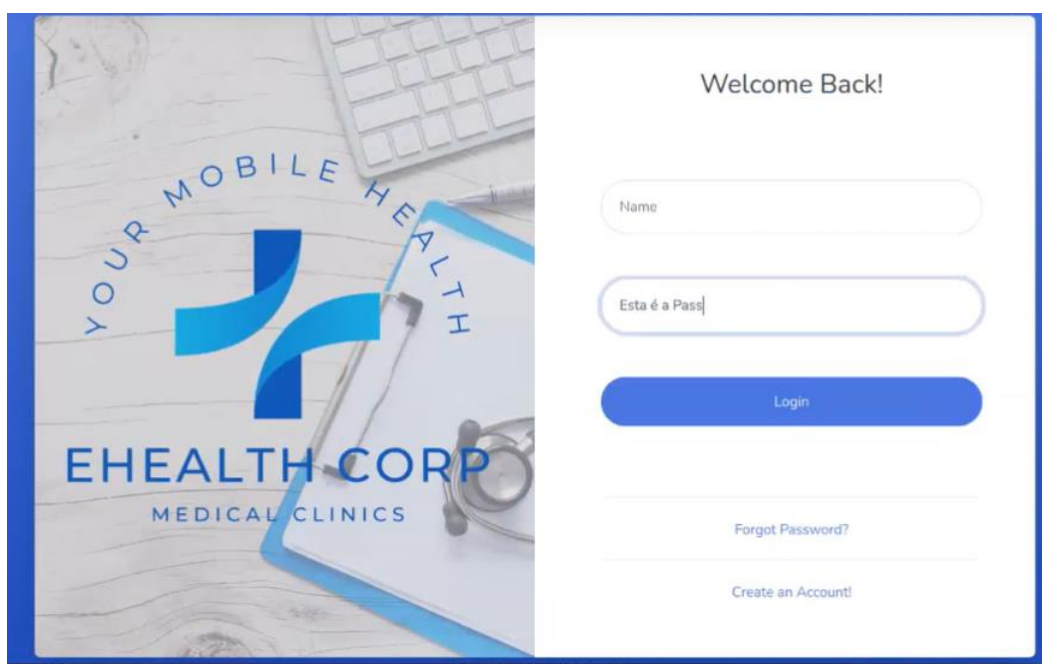 YOUR MOBILE HEALTH
EHEALTH CORP
MEDICAL CLINICS
Welcome Back!
Name
Esta é a Pass
Login
Forgot Password?
Create an Account!